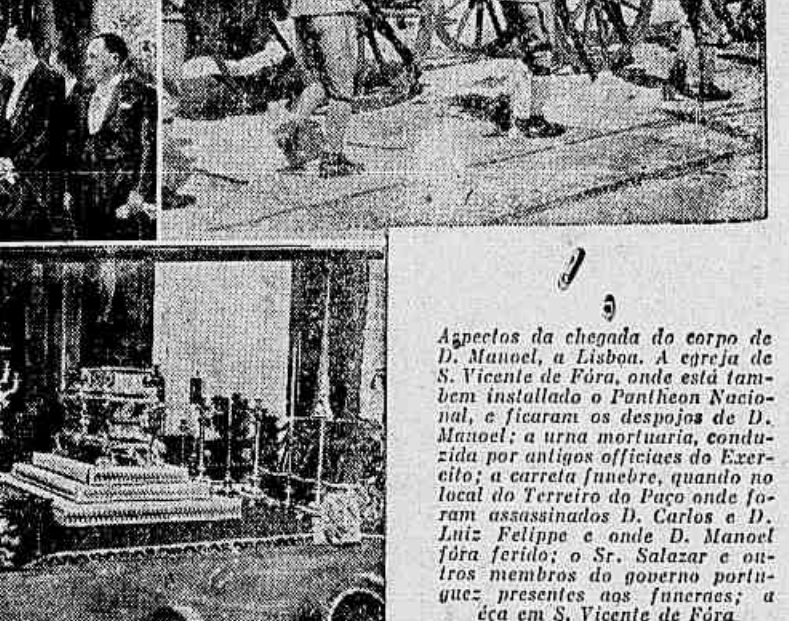 Aspectos da chegada do corpo de
D. Manoel, a Lisboa. A egreja de
S. Vicente de Fóra, onde está tam-
bem installado o Pantheon Nacio-
nal, e ficaram os despojos de D.
Manoel; a urna mortuaria, condu-
zida por antigos officiaes do Exer-
cito; a carreta funebre, quando no
local do Terreiro do Paço onde fo-
ram assassinados D. Carlos e D.
Luiz Felippe e onde D. Manoel
fóra ferido; o Sr. Salazar e ou-
tros membros do governo portu-
guez presentes aos funeraes; a
éça em S. Vicente de Fóra